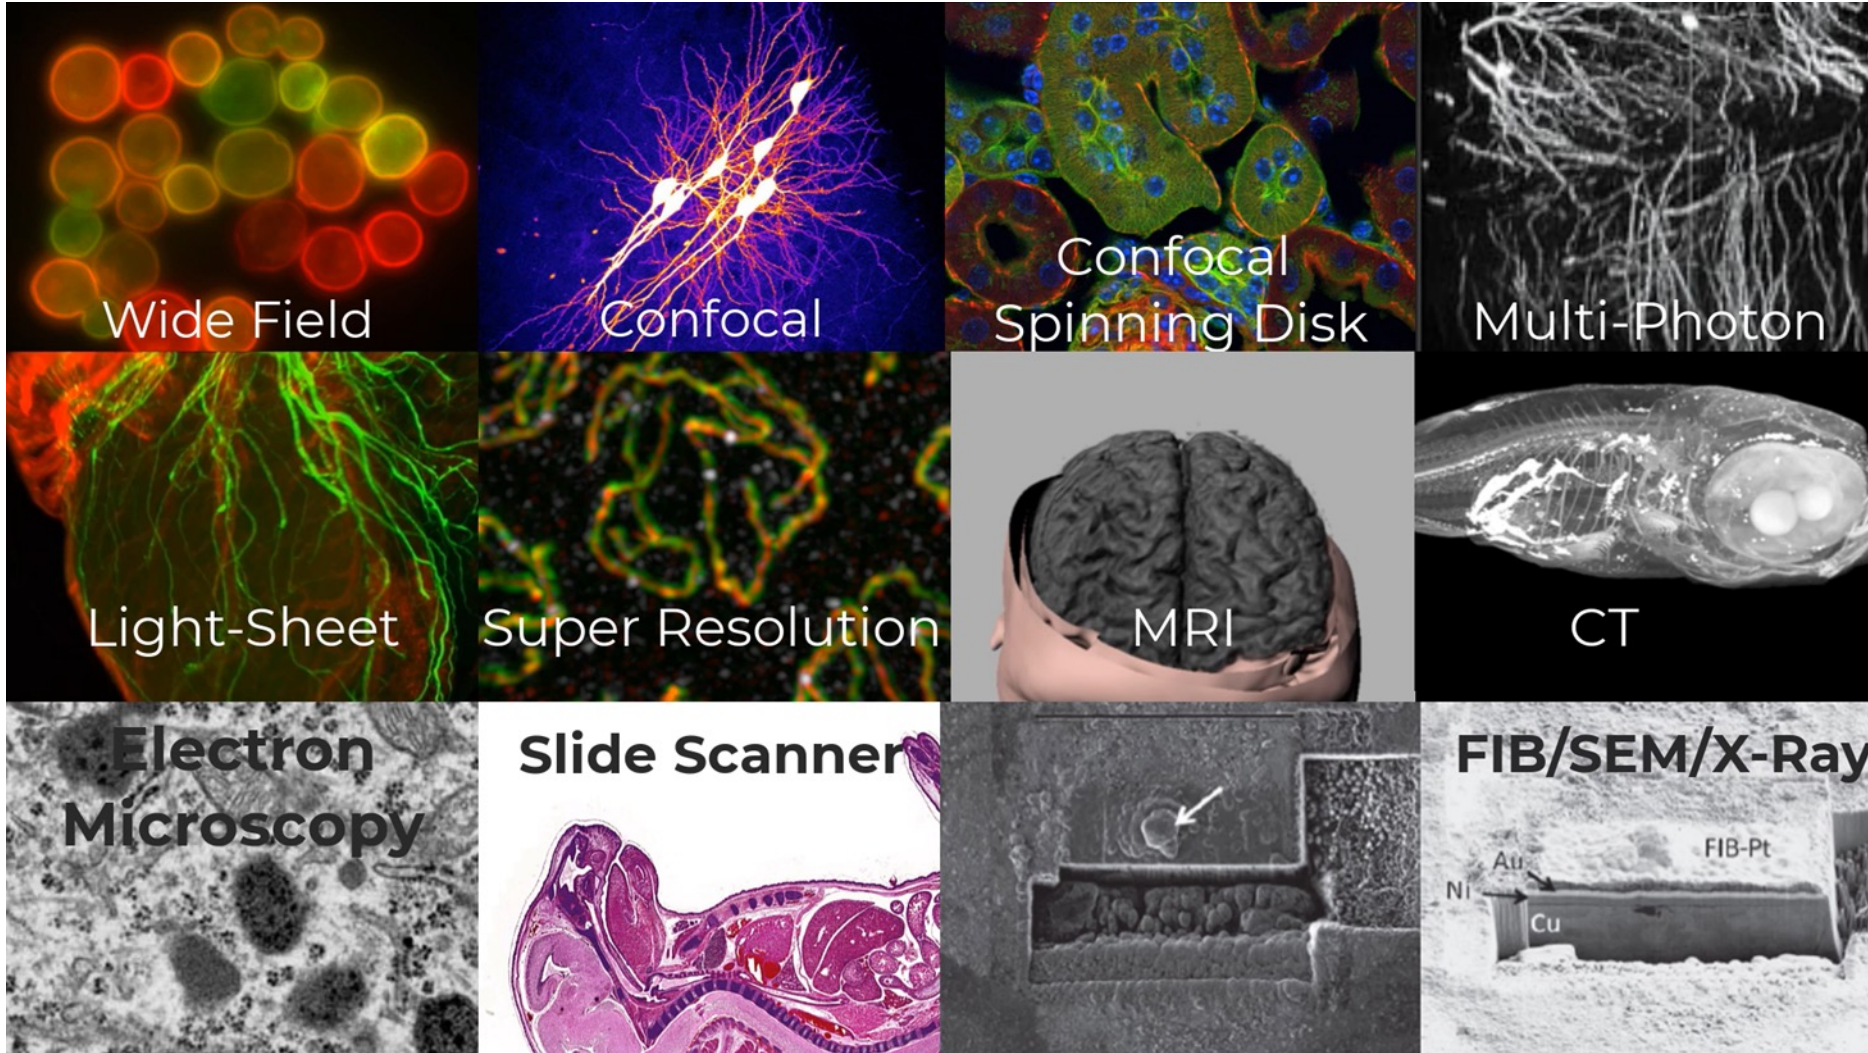 Wide Field
Confocal
Confocal
Spinning Disk
Multi-Photon
Light-Sheet
Super Resolution
MRI
CT
Electron
Microscopy
Slide Scanner
FIB/SEM/X-Ray
FIB-Pt
Au
Ni
Cu